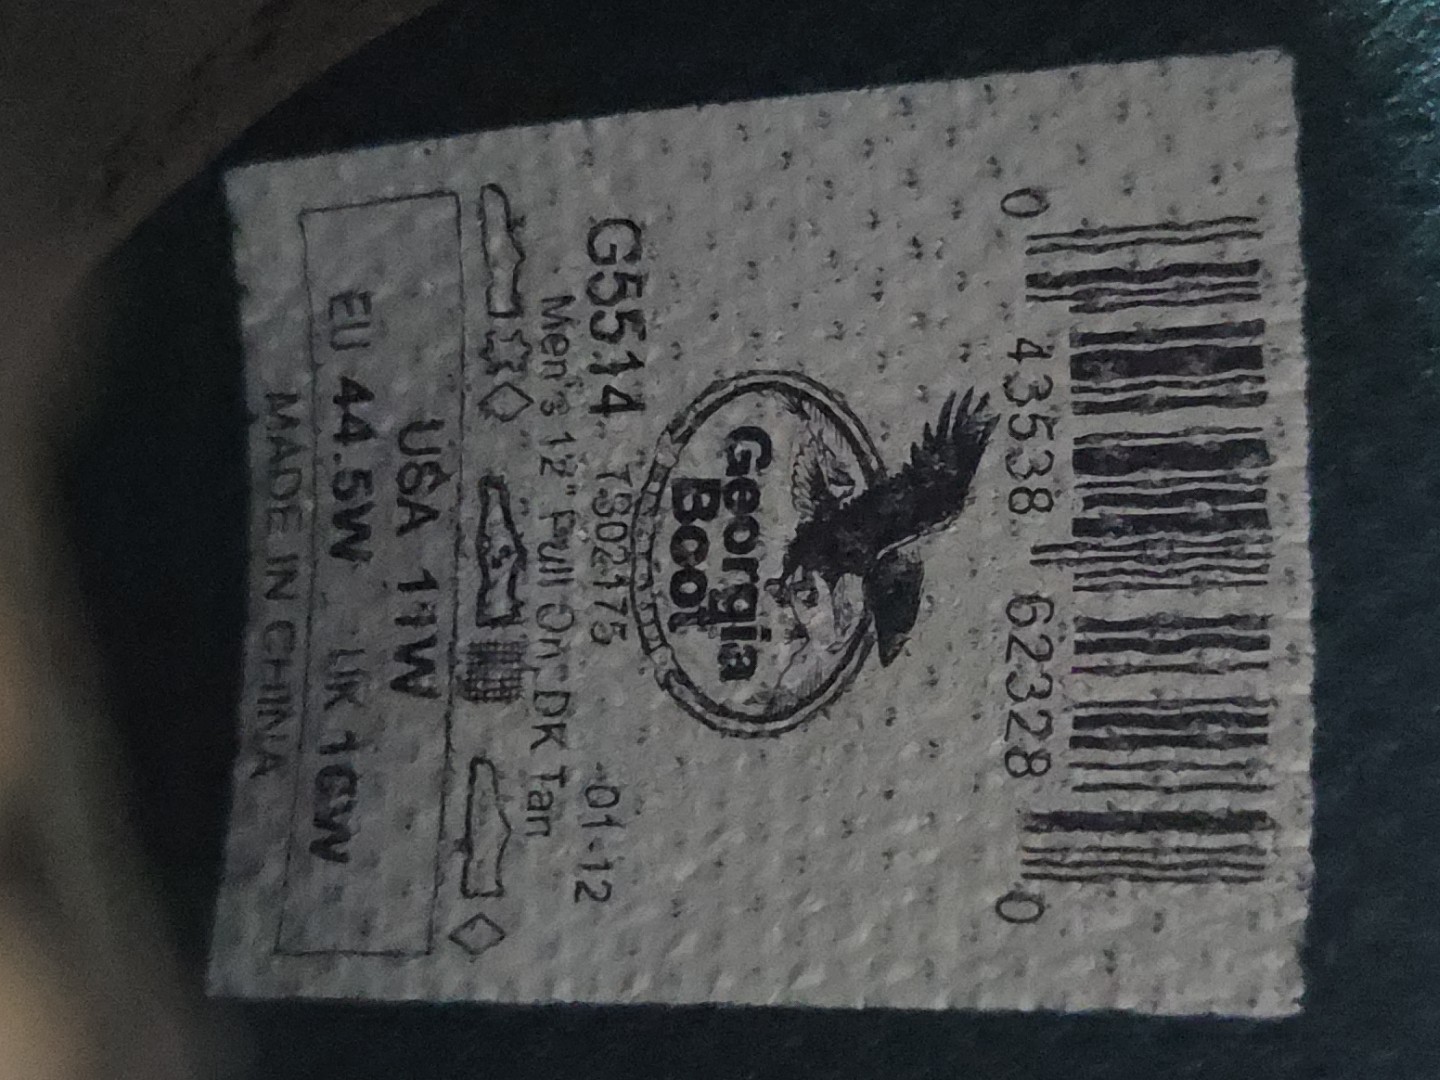 0 43538 62328 0
Georgia
Boot
G5514 T302175 01-12
Men's 12" Pull On DK Tan
USA 11W
EU 44.5W UK 10W
MADE IN CHINA